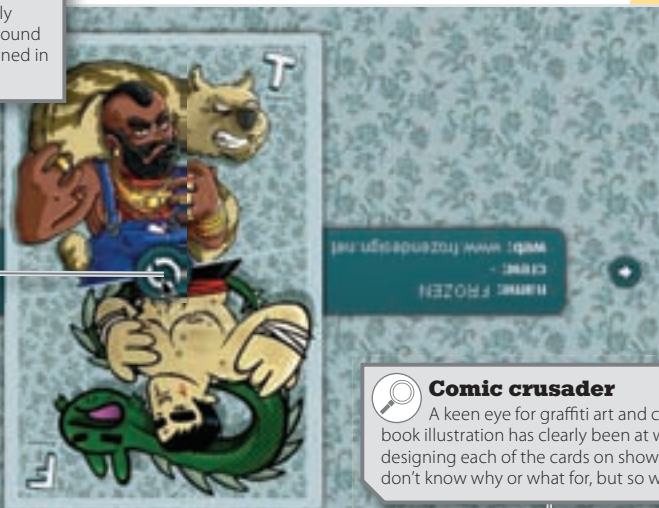 ly
ound
ned in
T
name: FROZEN
crew: -
web: www.frozendesign.net
F
Comic crusader
A keen eye for graffiti art and c
book illustration has clearly been at w
designing each of the cards on show
don't know why or what for, but so w